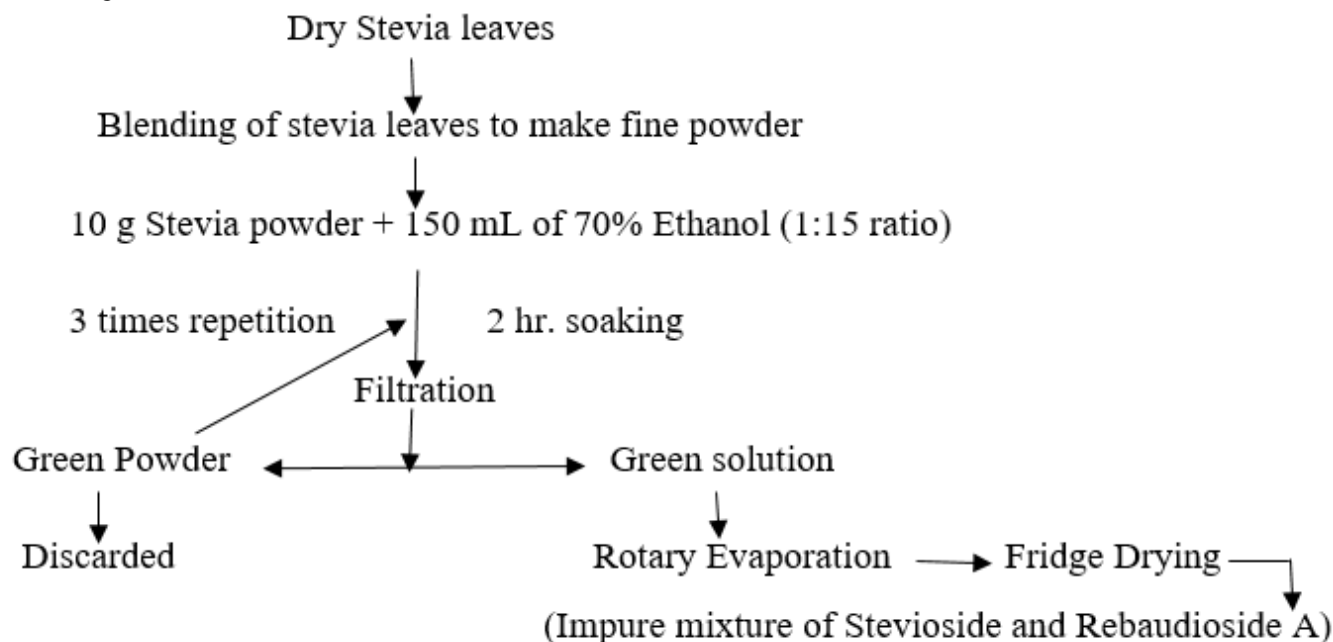 Dry Stevia leaves
Blending of stevia leaves to make fine powder
10 g Stevia powder + 150 mL of 70% Ethanol (1:15 ratio)
3 times repetition 2 hr. soaking
Filtration
Green Powder Green solution
Discarded Rotary Evaporation Fridge Drying
(Impure mixture of Stevioside and Rebaudioside A)